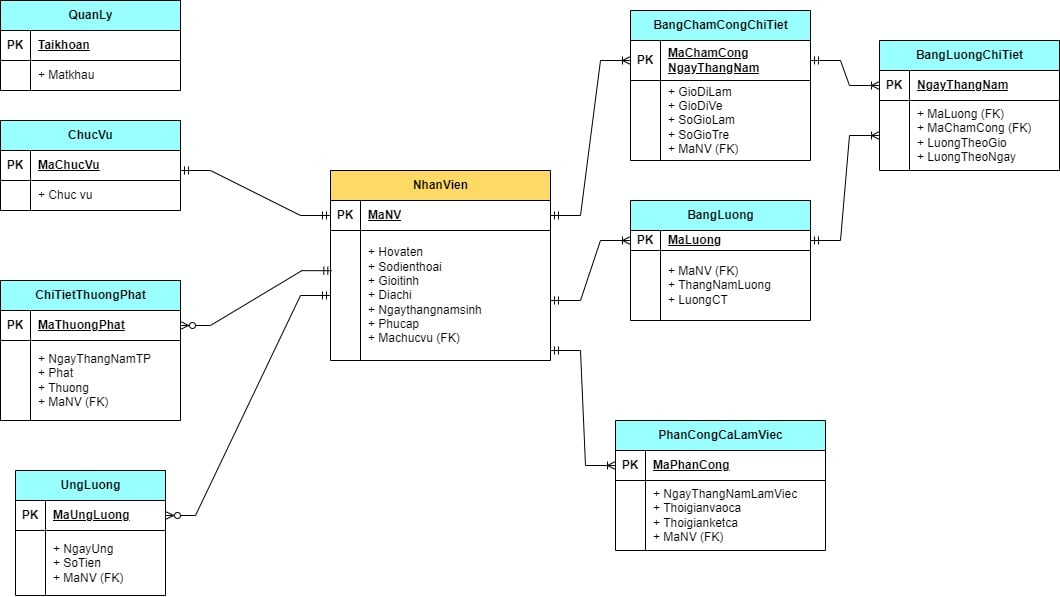 QuanLy
PK Taikhoan
+ Matkhau
ChucVu
PK MaChucVu
+ Chuc vu
ChiTietThuongPhat
PK MaThuongPhat
+ NgayThangNamTP
+ Phat
+ Thuong
+ MaNV (FK)
UngLuong
PK MaUngLuong
+ NgayUng
+ SoTien
+ MaNV (FK)
NhanVien
PK MaNV
+ Hovaten
+ Sodienthoai
+ Gioitinh
+ Diachi
+ Ngaythangnamsinh
+ Phucap
+ Machucvu (FK)
BangChamCongChiTiet
PK MaChamCong
NgayThangNam
+ GioDiLam
+ GioDiVe
+ SoGioLam
+ SoGioTre
+ MaNV (FK)
BangLuong
PK MaLuong
+ MaNV (FK)
+ ThangNamLuong
+ LuongCT
PhanCongCaLamViec
PK MaPhanCong
+ NgayThangNamLamViec
+ Thoigianvaoca
+ Thoigianketca
+ MaNV (FK)
BangLuongChiTiet
PK NgayThangNam
+ MaLuong (FK)
+ MaChamCong (FK)
+ LuongTheoGio
+ LuongTheoNgay